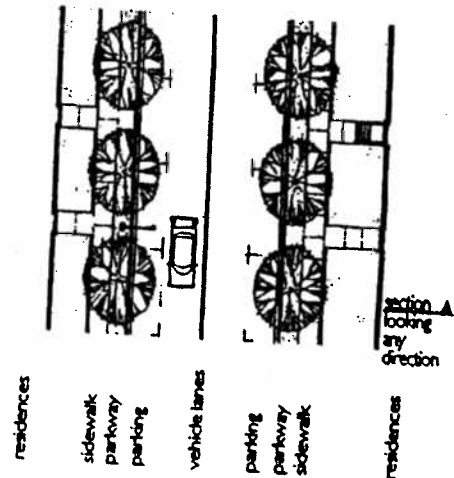 section
looking
any
direction
residences
sidewalk
parkway
parking
vehicle lanes
parking
parkway
sidewalk
residences